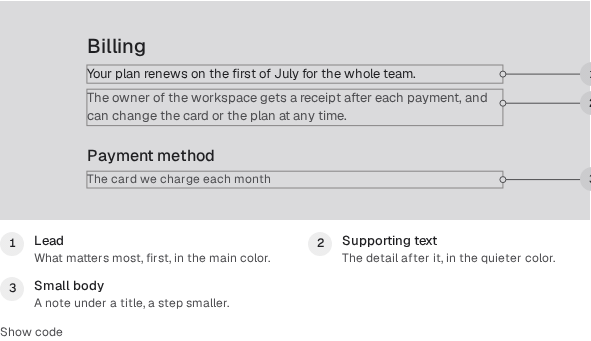 Billing
Your plan renews on the first of July for the whole team.
The owner of the workspace gets a receipt after each payment, and
can change the card or the plan at any time.
Payment method
The card we charge each month
1 Lead
What matters most, first, in the main color.
2 Supporting text
The detail after it, in the quieter color.
3 Small body
A note under a title, a step smaller.
Show code